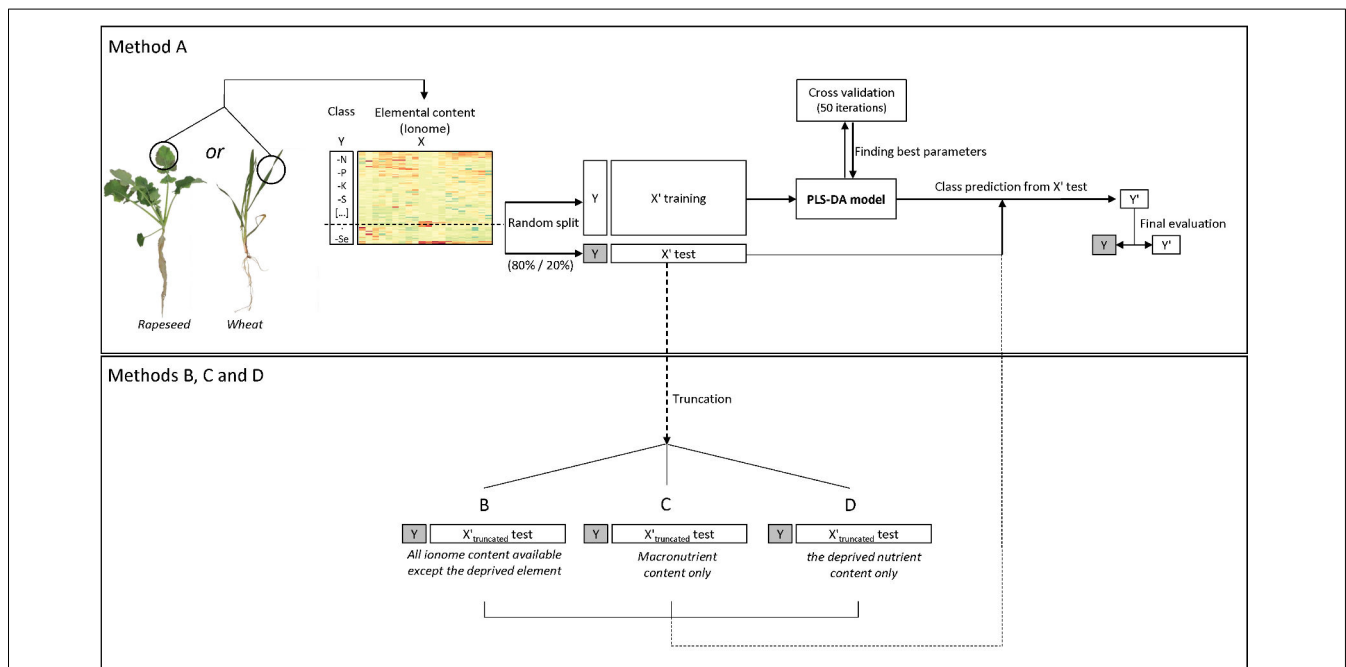 Method A
Class
Elemental content
(Ionome)
Y
X
-N
-P
-K
-S
[...]
.
-Se
or
Rapeseed
Wheat
Random split
(80% / 20%)
Y
X' training
Y
X' test
Cross validation
(50 iterations)
Finding best parameters
PLS-DA model
Class prediction from X' test
Y'
Final evaluation
Y
Y'
Methods B, C and D
Truncation
B
C
D
Y
X'truncated test
Y
X'truncated test
Y
X'truncated test
All ionome content available
except the deprived element
Macronutrient
content only
the deprived nutrient
content only